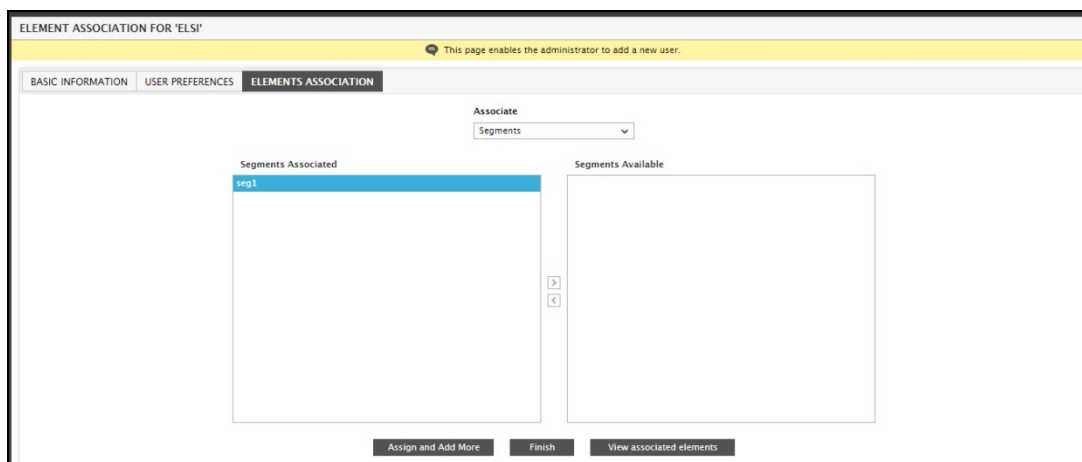 ELEMENT ASSOCIATION FOR 'ELSI'
This page enables the administrator to add a new user.
BASIC INFORMATION USER PREFERENCES ELEMENTS ASSOCIATION
Associate
Segments
Segments Associated Segments Available
seg1
>
<
Assign and Add More Finish View associated elements